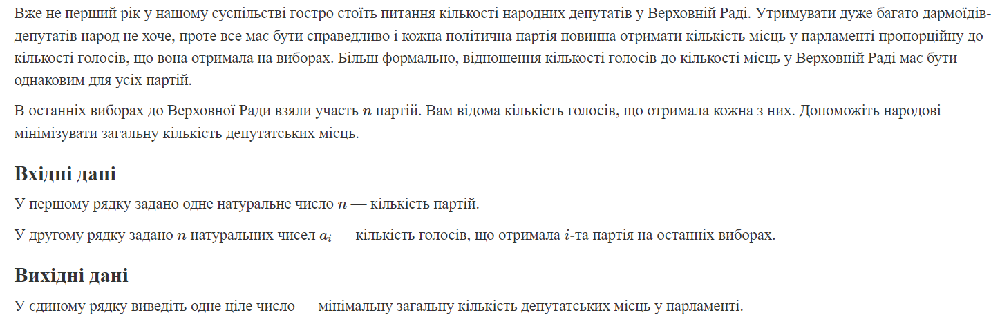 Вже не перший рік у нашому суспільстві гостро стоїть питання кількості народних депутатів у Верховній Раді. Утримувати дуже багато дармоїдів-
депутатів народ не хоче, проте все має бути справедливо і кожна політична партія повинна отримати кількість місць у парламенті пропорційну до
кількості голосів, що вона отримала на виборах. Більш формально, відношення кількості голосів до кількості місць у Верховній Раді має бути
однаковим для усіх партій.
В останніх виборах до Верховної Ради взяли участь n партій. Вам відома кількість голосів, що отримала кожна з них. Допоможіть народові
мінімізувати загальну кількість депутатських місць.
Вхідні дані
У першому рядку задано одне натуральне число n — кількість партій.
У другому рядку задано n натуральних чисел aᵢ — кількість голосів, що отримала i-та партія на останніх виборах.
Вихідні дані
У єдиному рядку виведіть одне ціле число — мінімальну загальну кількість депутатських місць у парламенті.